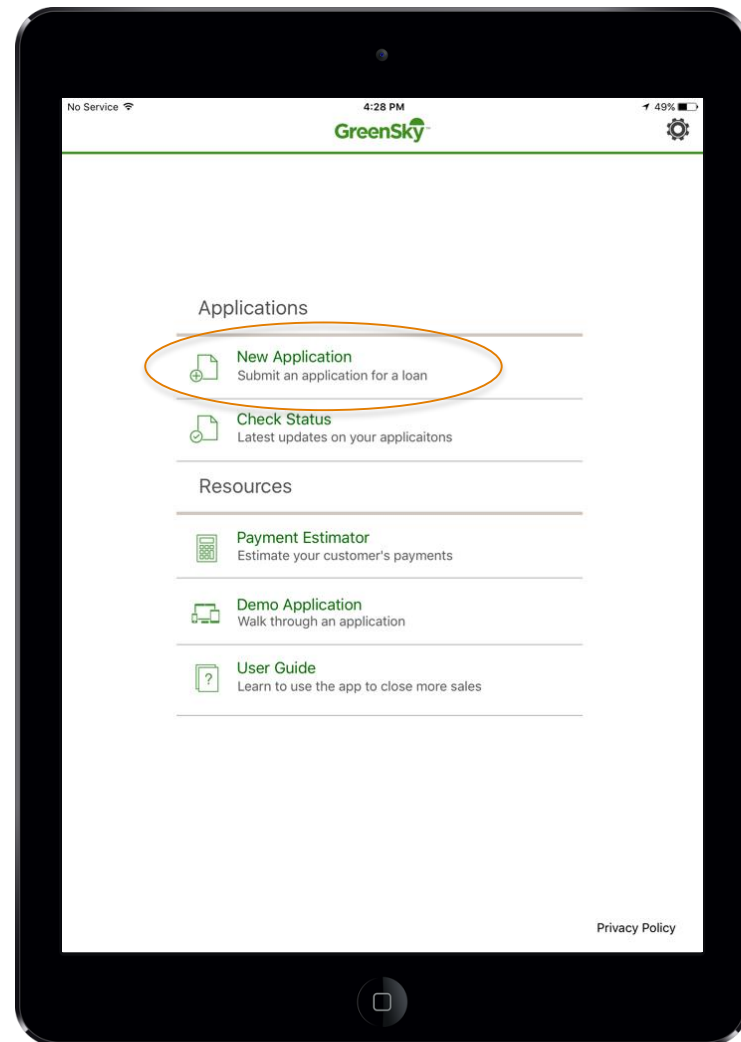 No Service 4:28 PM 49%
GreenSky™
Applications
New Application
Submit an application for a loan
Check Status
Latest updates on your applicaitons
Resources
Payment Estimator
Estimate your customer's payments
Demo Application
Walk through an application
?
User Guide
Learn to use the app to close more sales
Privacy Policy